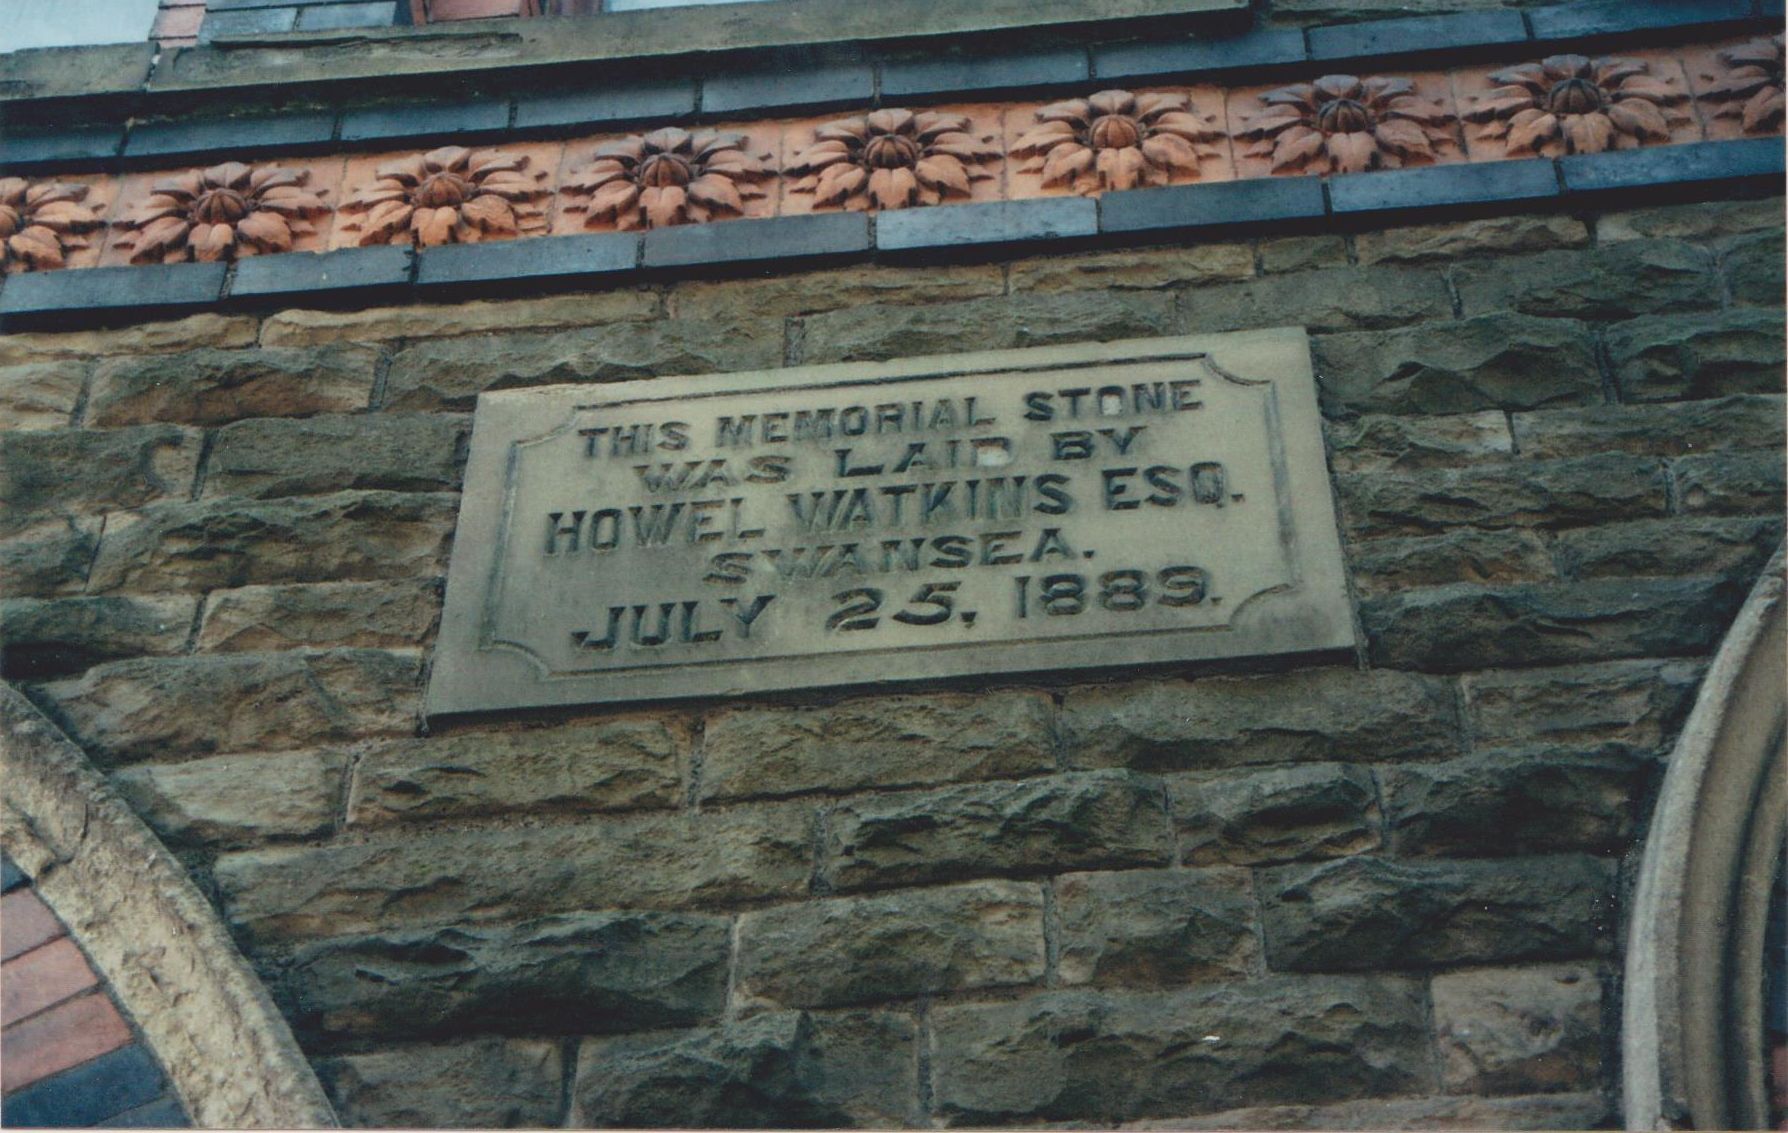 THIS MEMORIAL STONE
WAS LAID BY
HOWEL WATKINS ESQ.
SWANSEA.
JULY 25, 1889.